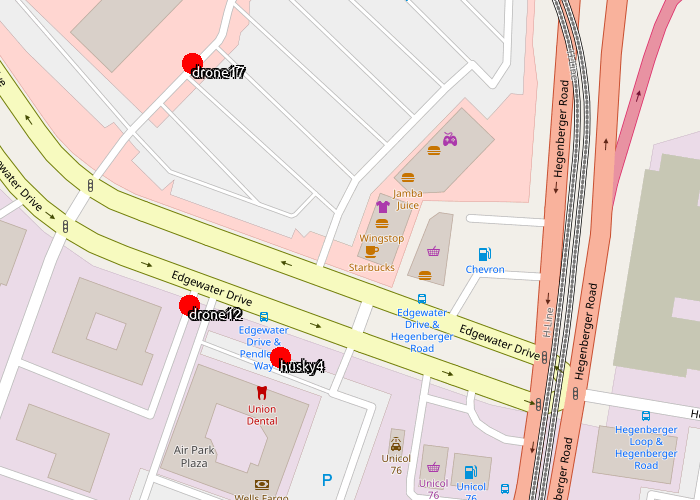 drone17
Hegenberger Road
H-Line
Jamba
Juice
Wingstop
Starbucks
Chevron
Edgewater Drive
Edgewater Drive
drone12
Edgewater
Drive &
Hegenberger
Road
Edgewater Drive
H-Line
Hegenberger Road
Edgewater
Drive &
Pendle
Way
husky4
Union
Dental
Air Park
Plaza
Wells Fargo
P
Unicol
76
Unicol
76
Unicol
76
Hegenberger
Loop &
Hegenberger
Road